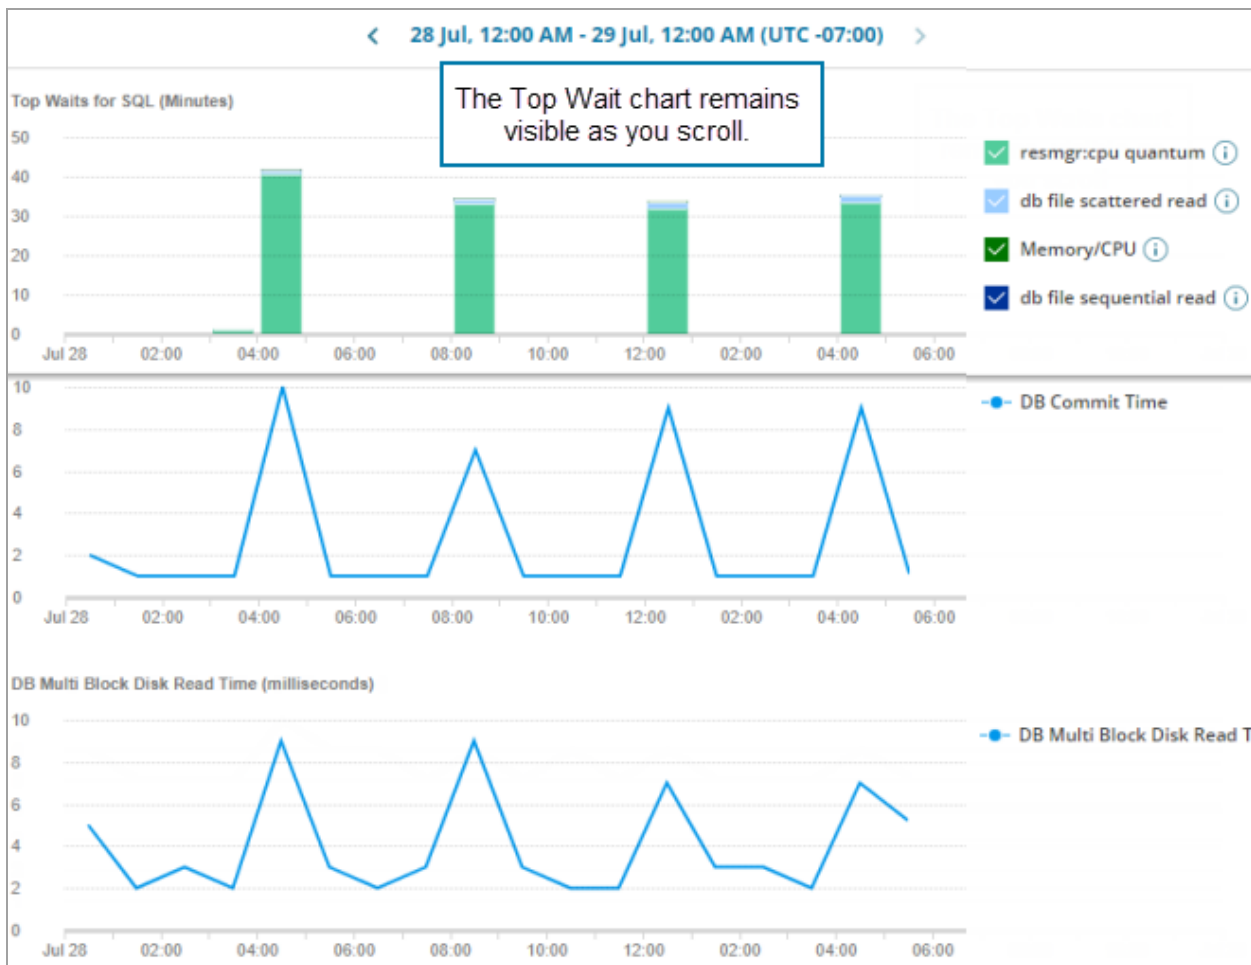 28 Jul, 12:00 AM - 29 Jul, 12:00 AM (UTC -07:00)
The Top Wait chart remains
visible as you scroll.
Top Waits for SQL (Minutes)
50
40
30
20
10
0
Jul 28 02:00 04:00 06:00 08:00 10:00 12:00 02:00 04:00 06:00
resmgr:cpu quantum
db file scattered read
Memory/CPU
db file sequential read
10
8
6
4
2
0
Jul 28 02:00 04:00 06:00 08:00 10:00 12:00 02:00 04:00 06:00
DB Commit Time
DB Multi Block Disk Read Time (milliseconds)
10
8
6
4
2
0
Jul 28 02:00 04:00 06:00 08:00 10:00 12:00 02:00 04:00 06:00
DB Multi Block Disk Read T